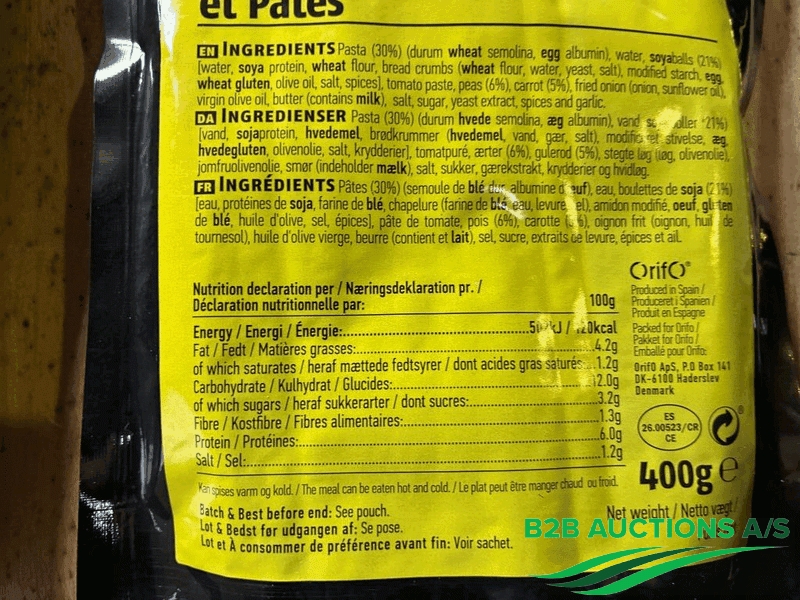 et Pâtes
EN INGREDIENTS Pasta (30%) (durum wheat semolina, egg albumin), water, soyaballs (21%)
[water, soya protein, wheat flour, bread crumbs (wheat flour, water, yeast, salt), modified starch, egg,
wheat gluten, olive oil, salt, spices], tomato paste, peas (6%), carrot (5%), fried onion (onion, sunflower oil),
virgin olive oil, butter (contains milk), salt, sugar, yeast extract, spices and garlic.
DA INGREDIENSER Pasta (30%) (durum hvede semolina, æg albumin), vand 21%)
[vand, sojaprotein, hvedemel, brødkrummer (hvedemel, vand, gær, salt), modificeret stivelse, æg,
hvedegluten, olivenolie, salt, krydderier], tomatpuré, ærter (6%), gulerod (5%), stegte løg (løg, olivenolie),
jomfruolivenolie, smør (indeholder mælk), salt, sukker, gærekstrakt, krydderier og hvidløg.
FR INGRÉDIENTS Pâtes (30%) (semoule de blé dur, albumine d'œuf), eau, boulettes de soja (21%)
[eau, protéines de soja, farine de blé, chapelure (farine de blé, eau, levure, sel), amidon modifié, oeuf, gluten
de blé, huile d'olive, sel, épices], pâte de tomate, pois (6%), carotte oignon frit (oignon, huile de
tournesol), huile d'olive vierge, beurre (contient et lait), sel, sucre, extraits de levure, épices et ail.
Nutrition declaration per / Næringsdeklaration pr. /
Déclaration nutritionnelle par: 100g
Energy / Energi / Énergie: kJ / 120kcal
Fat / Fedt / Matières grasses: 4.2g
of which saturates / heraf mættede fedtsyrer / dont acides gras saturés: 1.2g
Carbohydrate / Kulhydrat / Glucides: 12.0g
of which sugars / heraf sukkerarter / dont sucres: 3.2g
Fibre / Kostfibre / Fibres alimentaires: 1.3g
Protein / Protéines: 6.0g
Salt / Sel: 1.2g
Kan spises varm og kold. / The meal can be eaten hot and cold. / Le plat peut être manger chaud ou froid.
Batch & Best before end: See pouch.
Lot & Bedst før udgangen af: Se pose.
Lot et À consommer de préférence avant fin: Voir sachet.
OrifO®
Produced in Spain /
Produceret i Spanien /
Produit en Espagne
Packed for Orifo /
Pakket for Orifo /
Emballé pour Orifo:
OrifO ApS, P.O Box 141
DK-6100 Haderslev
Denmark
ES
26.00523/CR
CE
400g e
Net weight / Netto vægt /
B2B AUCTIONS A/S